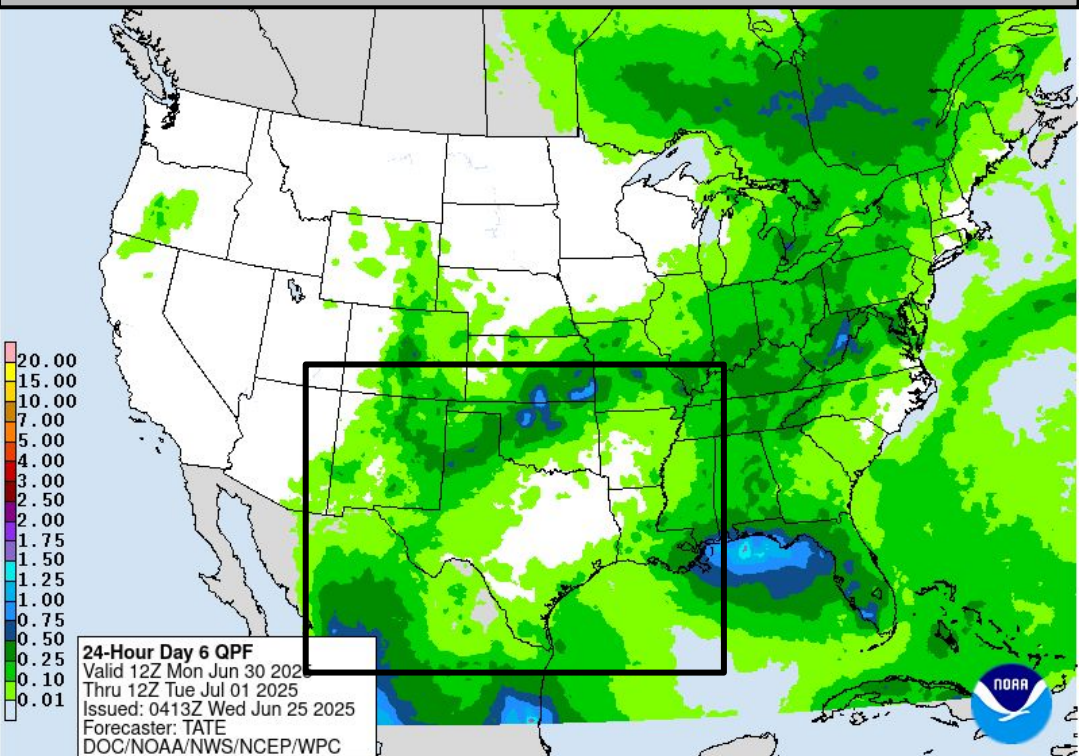 20.00
15.00
10.00
7.00
5.00
4.00
3.00
2.50
2.00
1.75
1.50
1.25
1.00
0.75
0.50
0.25
0.10
0.01
24-Hour Day 6 QPF
Valid 12Z Mon Jun 30 2025
Thru 12Z Tue Jul 01 2025
Issued: 0413Z Wed Jun 25 2025
Forecaster: TATE
DOC/NOAA/NWS/NCEP/WPC
NOAA